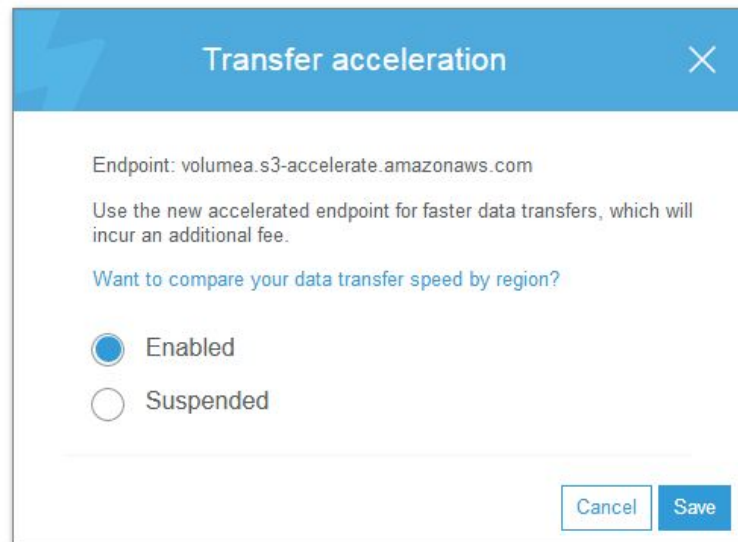 Transfer acceleration
Endpoint: volumea.s3-accelerate.amazonaws.com
Use the new accelerated endpoint for faster data transfers, which will
incur an additional fee.
Want to compare your data transfer speed by region?
Enabled
Suspended
Cancel
Save